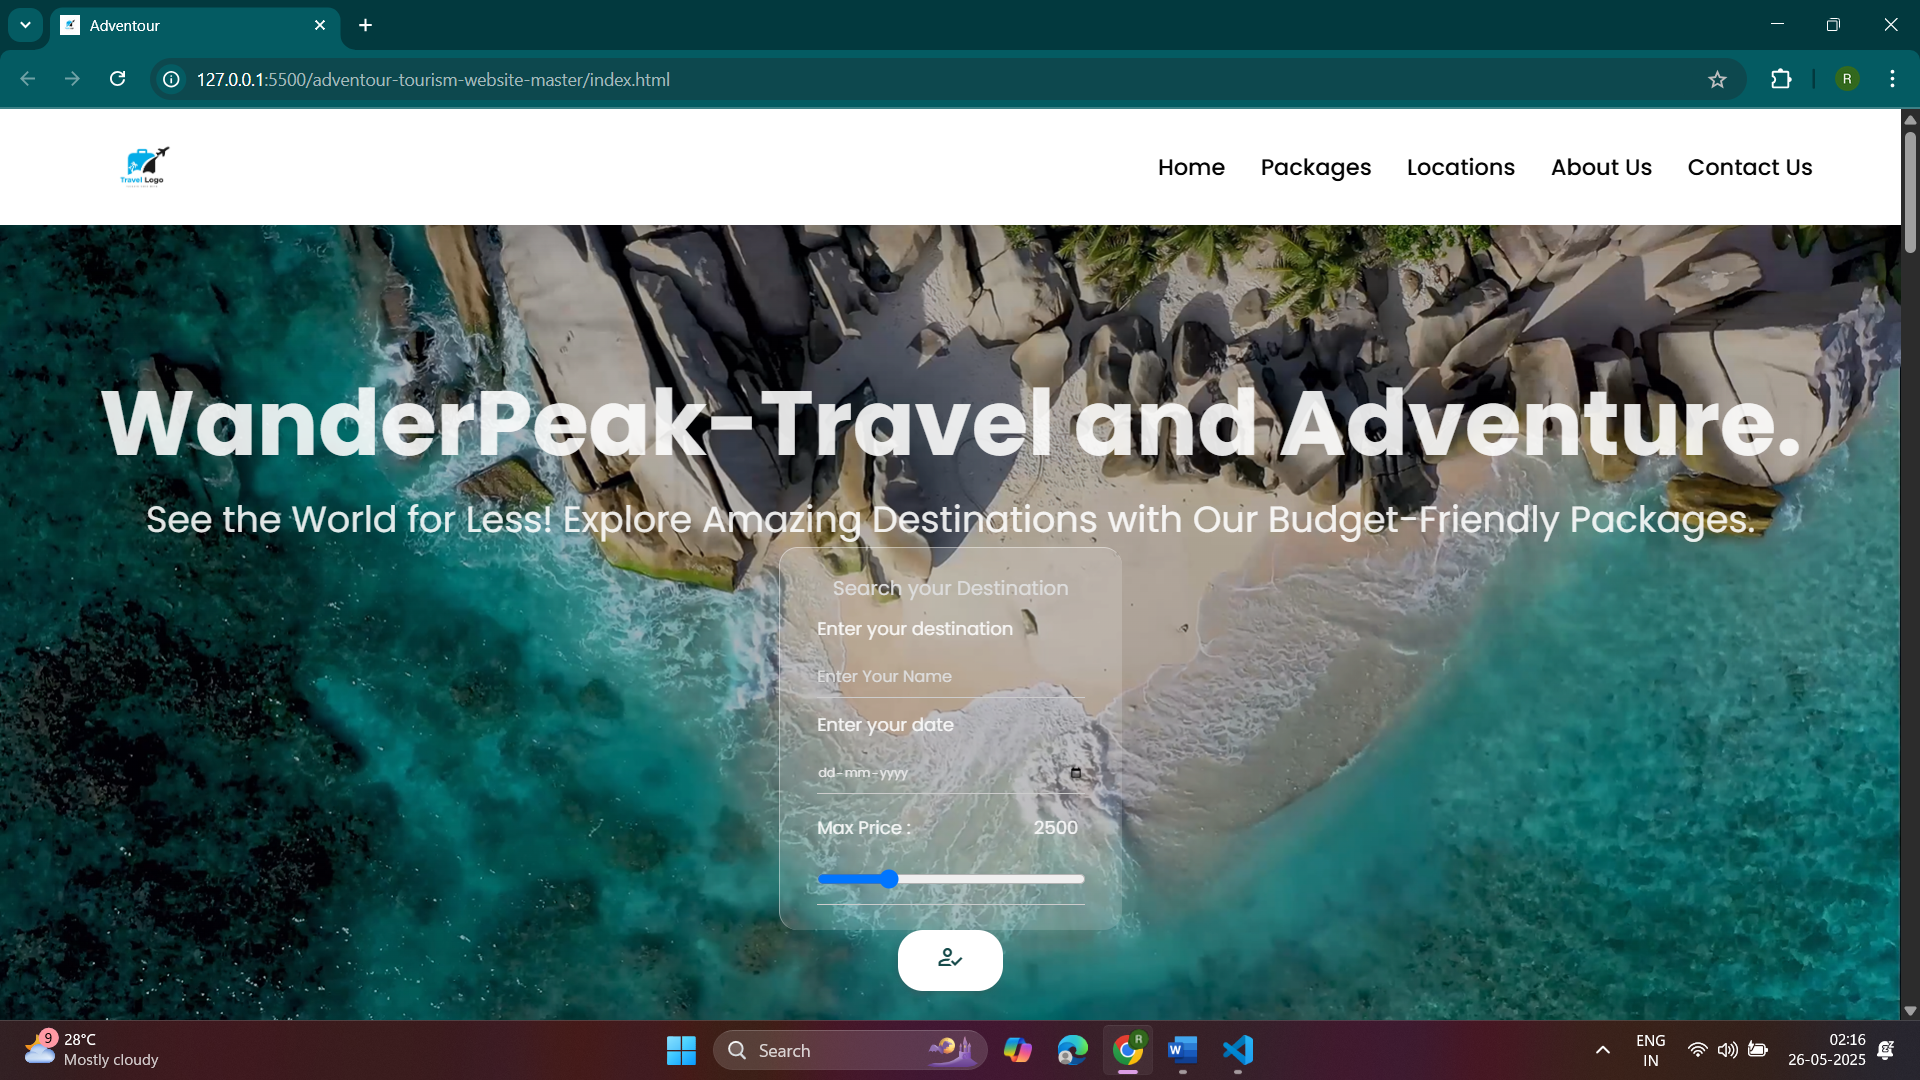 Adventour
127.0.0.1:5500/adventour-tourism-website-master/index.html
R
Travel Logo
Home Packages Locations About Us Contact Us
WanderPeak-Travel and Adventure.
See the World for Less! Explore Amazing Destinations with Our Budget-Friendly Packages.
Search your Destination
Enter your destination
Enter Your Name
Enter your date
dd-mm-yyyy
Max Price : 2500
9
28°C
Mostly cloudy
Search
R
W
ENG
IN
02:16
26-05-2025